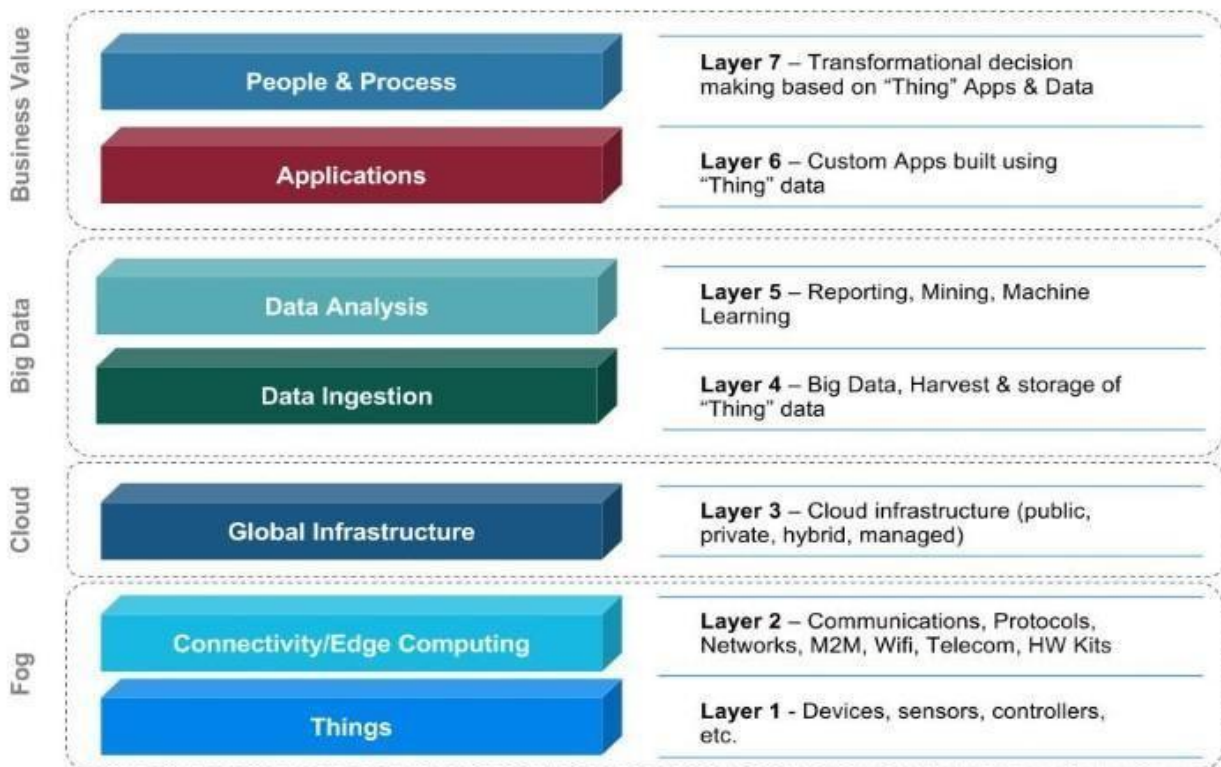 Business Value
People & Process
Layer 7 – Transformational decision
making based on “Thing” Apps & Data
Applications
Layer 6 – Custom Apps built using
“Thing” data
Big Data
Data Analysis
Layer 5 – Reporting, Mining, Machine
Learning
Data Ingestion
Layer 4 – Big Data, Harvest & storage of
“Thing” data
Cloud
Global Infrastructure
Layer 3 – Cloud infrastructure (public,
private, hybrid, managed)
Fog
Connectivity/Edge Computing
Layer 2 – Communications, Protocols,
Networks, M2M, Wifi, Telecom, HW Kits
Things
Layer 1 - Devices, sensors, controllers,
etc.